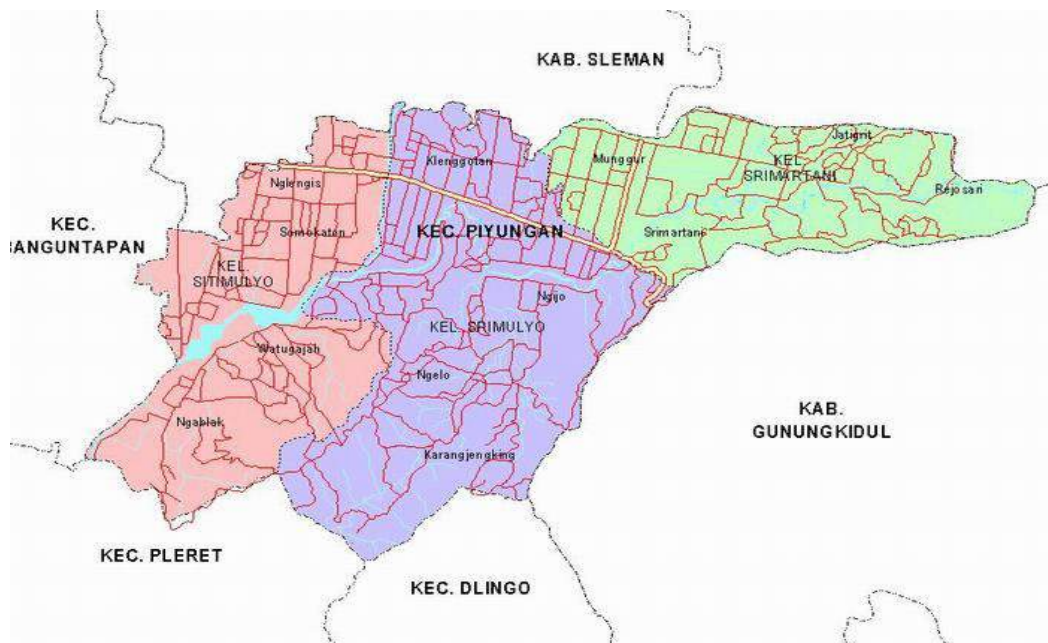 KAB. SLEMAN
Jatigrit
Klenggotan
Munggur
KEL.
SRIMARTANI
Nglengis
Rejosari
KEC.
BANGUNTAPAN
Somokaten
KEC. PIYUNGAN
Srimartani
KEL.
SITIMULYO
Ngijo
KEL. SRIMULYO
Watugajah
Ngelo
KAB.
GUNUNGKIDUL
Ngablak
Karangjengking
KEC. PLERET
KEC. DLINGO